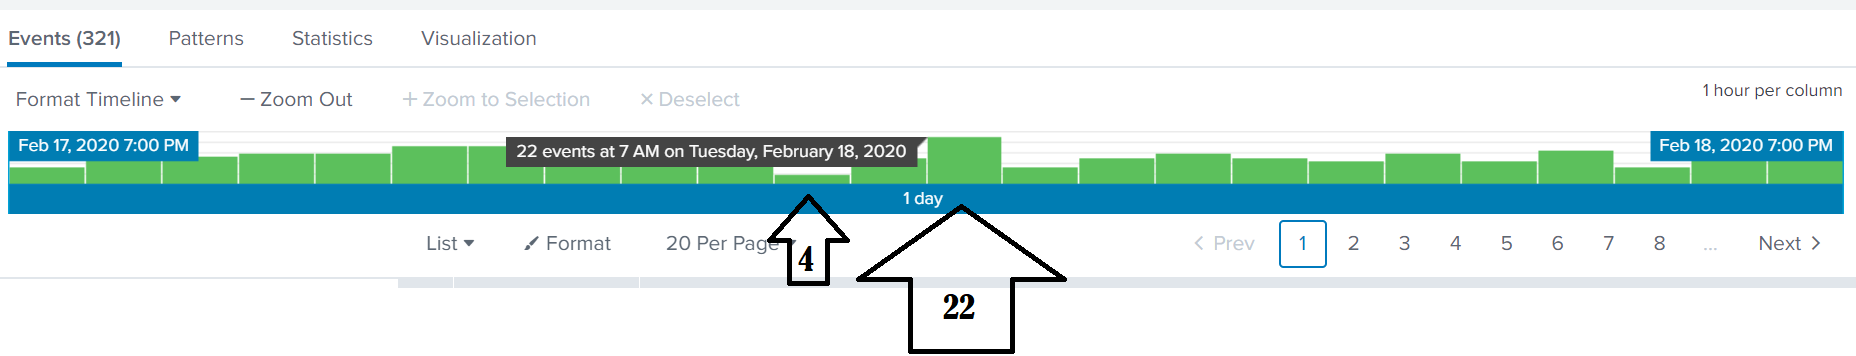 Events (321) Patterns Statistics Visualization
Format Timeline — Zoom Out + Zoom to Selection × Deselect 1 hour per column
Feb 17, 2020 7:00 PM 22 events at 7 AM on Tuesday, February 18, 2020 Feb 18, 2020 7:00 PM
1 day
List Format 20 Per Page < Prev 1 2 3 4 5 6 7 8 ... Next >
4
22